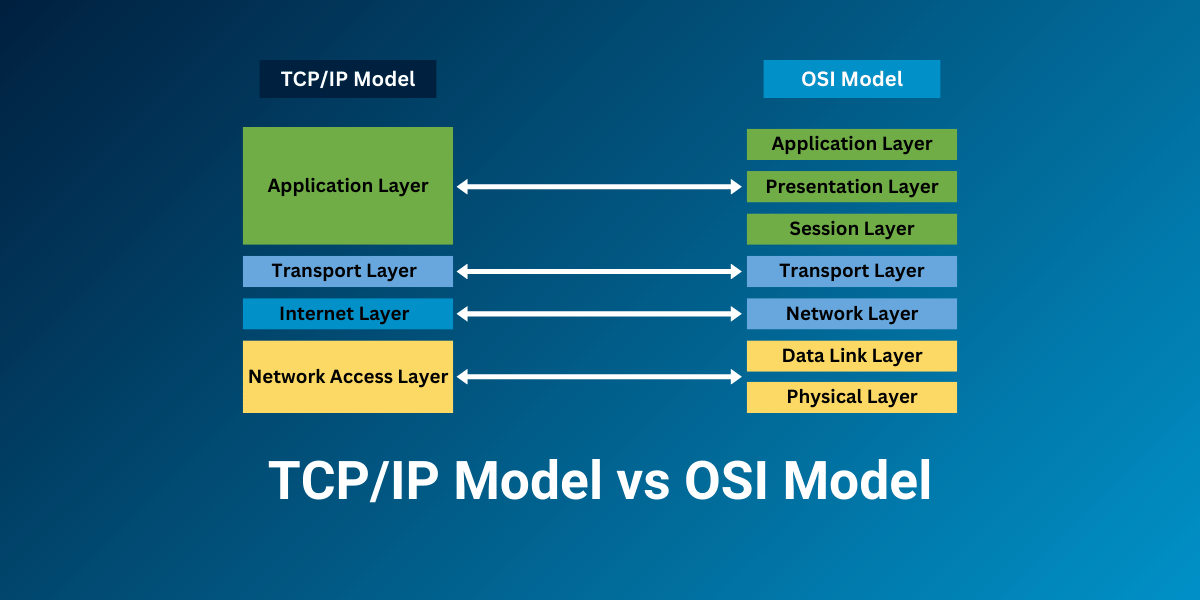 TCP/IP Model
OSI Model
Application Layer
Application Layer
Presentation Layer
Session Layer
Transport Layer
Transport Layer
Internet Layer
Network Layer
Network Access Layer
Data Link Layer
Physical Layer
TCP/IP Model vs OSI Model